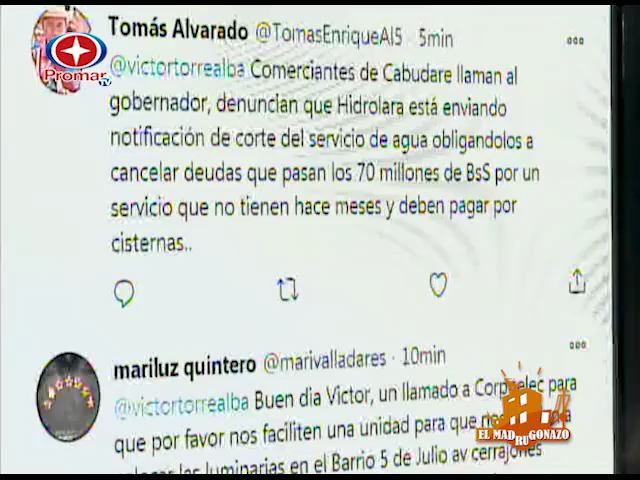 Promar TV
Tomás Alvarado @TomasEnriqueAl5 · 5min
@victortorrealba Comerciantes de Cabudare llaman al
gobernador, denuncian que Hidrolara está enviando
notificación de corte del servicio de agua obligandolos a
cancelar deudas que pasan los 70 millones de BsS por un
servicio que no tienen hace meses y deben pagar por
cisternas..
mariluz quintero @marivalladares · 10min
@victortorrealba Buen dia Victor, un llamado a Corpoelec para
que por favor nos faciliten una unidad para que
las luminarias en el Barrio 5 de Julio av cerrajones
EL MADRUGONAZO